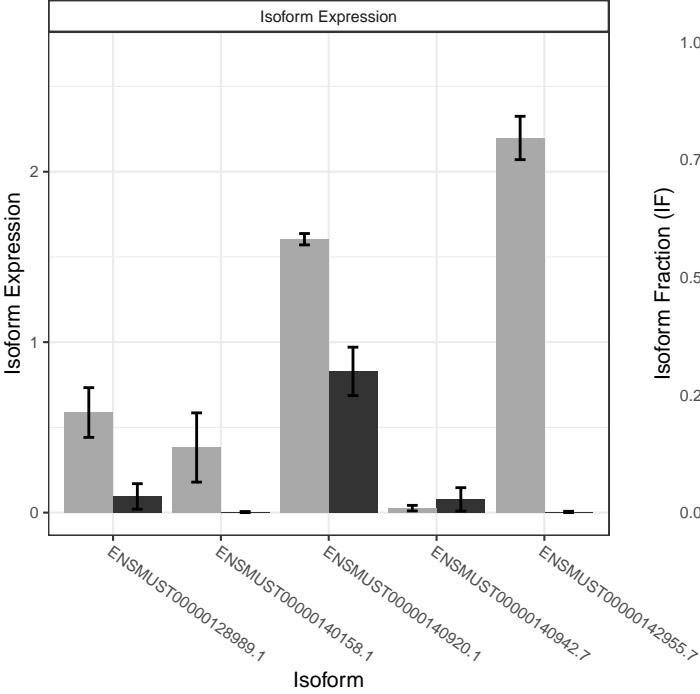 Isoform Expression
Isoform Expression
2
1
0
ENSMUST00000128989.1
ENSMUST00000140158.1
ENSMUST00000140920.1
ENSMUST00000140942.7
ENSMUST00000142955.7
Isoform
Isoform Fraction (IF)
1.0
0.7
0.5
0.2
0.0